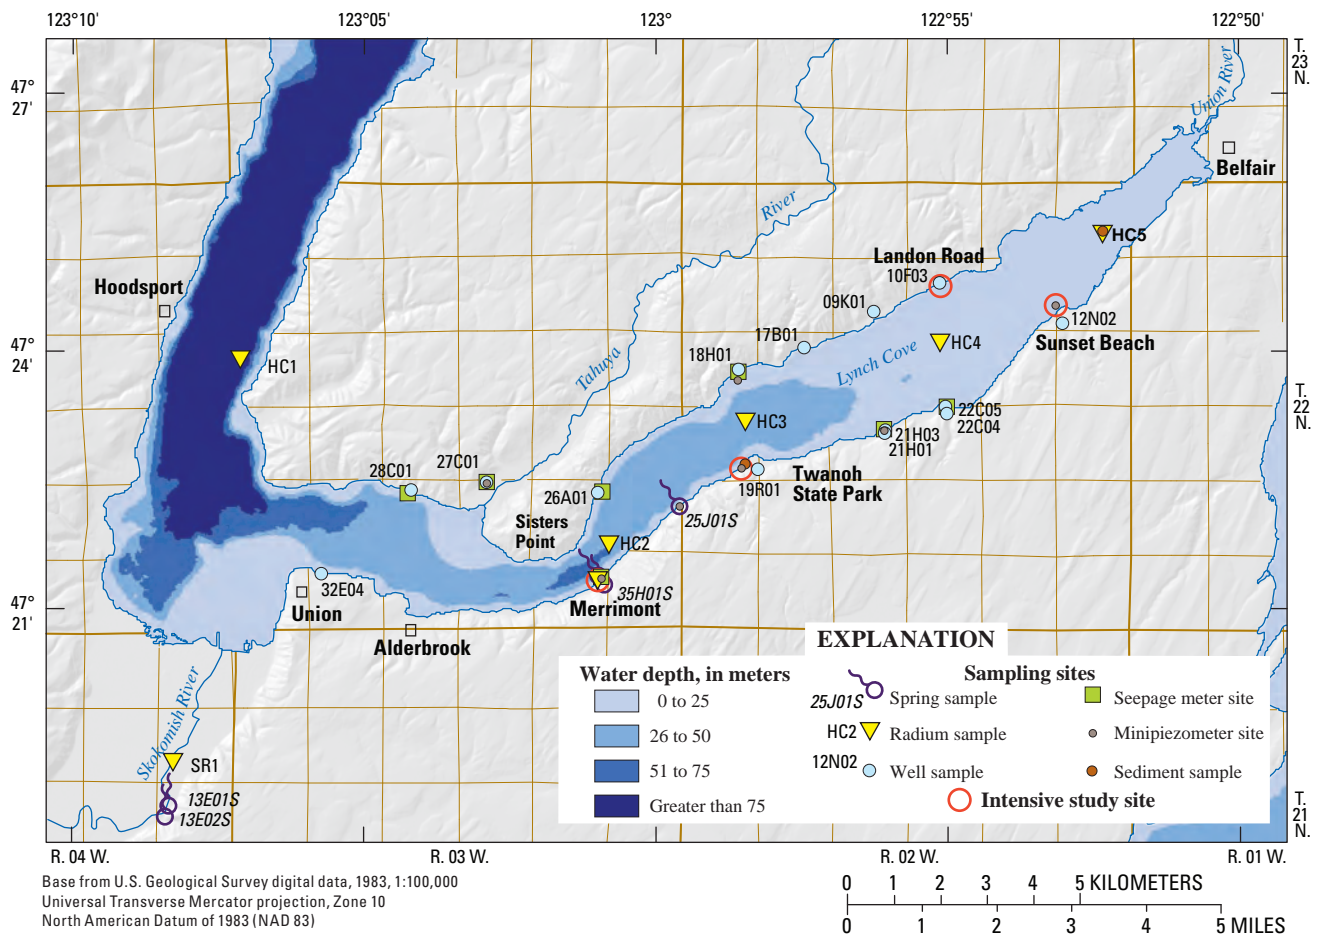 123°10'
123°05'
123°
122°55'
122°50'
T.
23
N.
47°
27'
Union River
Belfair
River
HC5
Landon Road
10F03
Hoodsport
09K01
12N02
Sunset Beach
17B01
47°
24'
HC1
HC4
18H01
Lynch Cove
Tahuya
T.
22
N.
HC3
22C05
22C04
21H03
21H01
28C01
27C01
26A01
19R01
Twanoh
State Park
25J01S
Sisters
Point
HC2
32E04
35H01S
47°
21'
Union
Merrimont
Alderbrook
Skokomish River
SR1
13E01S
13E02S
EXPLANATION
Water depth, in meters
0 to 25
26 to 50
51 to 75
Greater than 75
Sampling sites
25J01S Spring sample
HC2 Radium sample
12N02 Well sample
Seepage meter site
Minipiezometer site
Sediment sample
Intensive study site
T.
21
N.
R. 04 W.
R. 03 W.
R. 02 W.
R. 01 W.
Base from U.S. Geological Survey digital data, 1983, 1:100,000
Universal Transverse Mercator projection, Zone 10
North American Datum of 1983 (NAD 83)
0 1 2 3 4 5 KILOMETERS
0 1 2 3 4 5 MILES